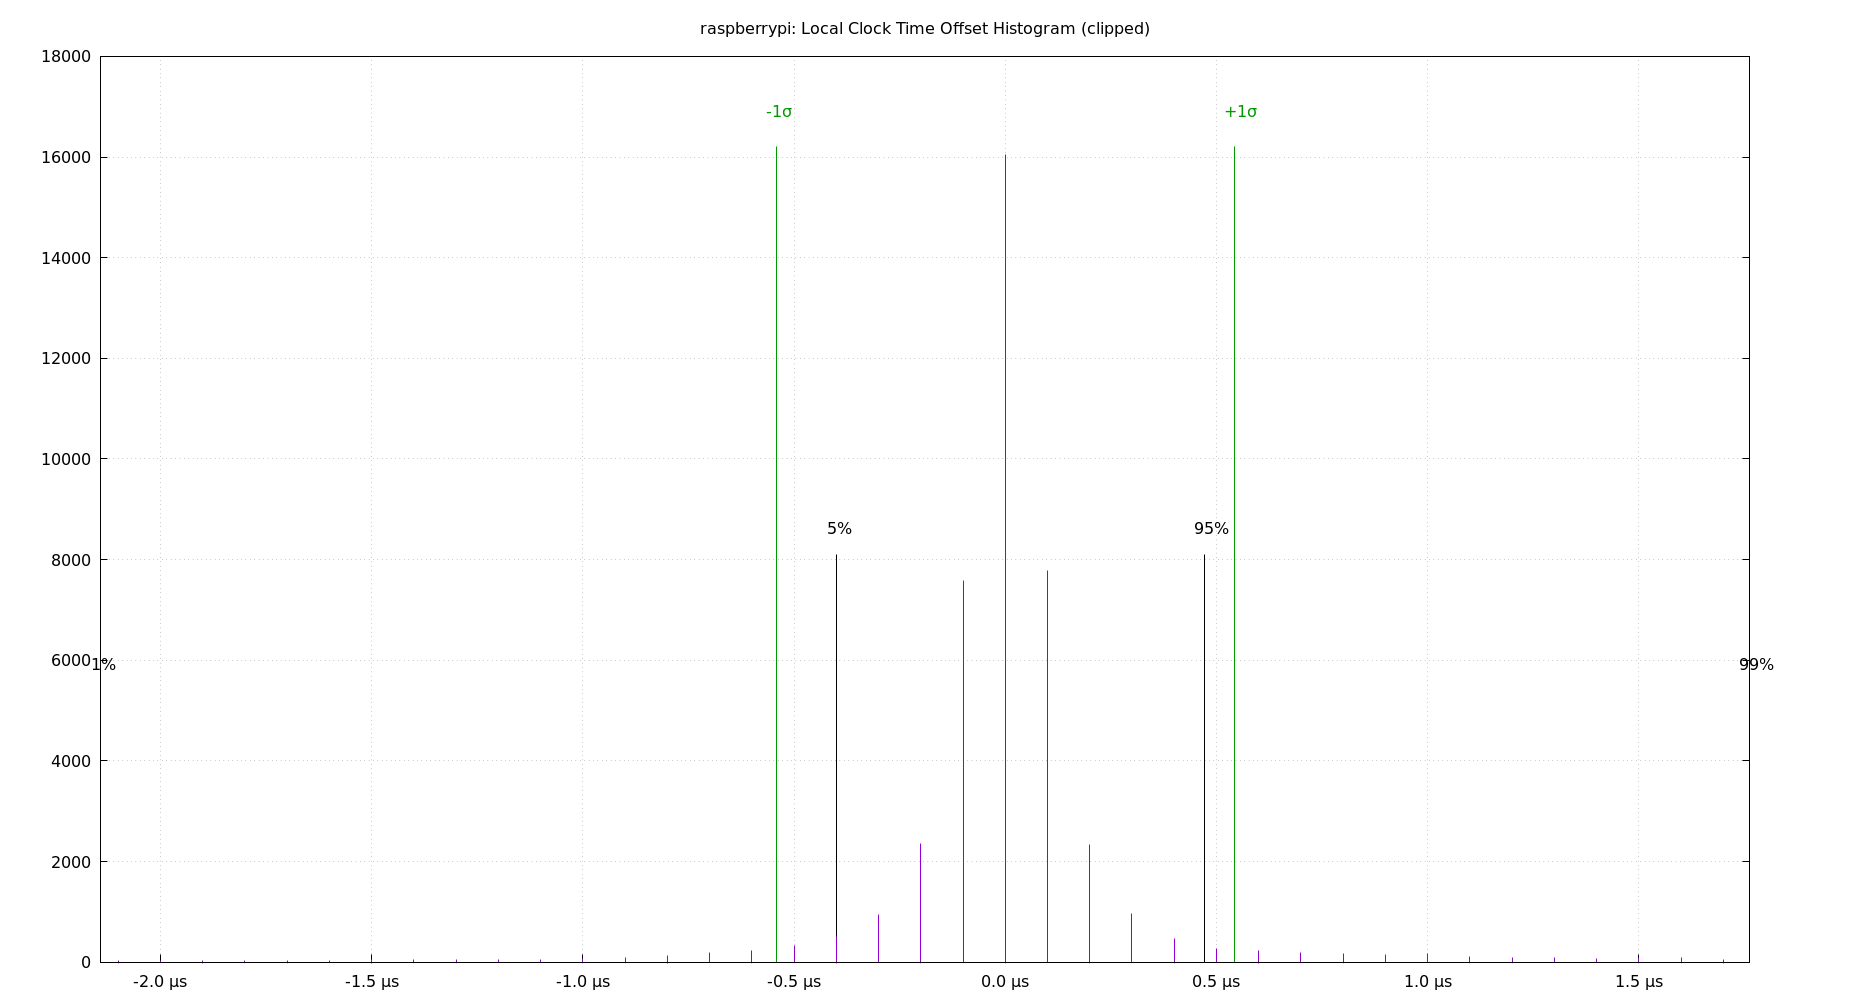 raspberrypi: Local Clock Time Offset Histogram (clipped)
18000
-1σ +1σ
16000
14000
12000
10000
5% 95%
8000
6000 1% 99%
4000
2000
0
-2.0 µs -1.5 µs -1.0 µs -0.5 µs 0.0 µs 0.5 µs 1.0 µs 1.5 µs